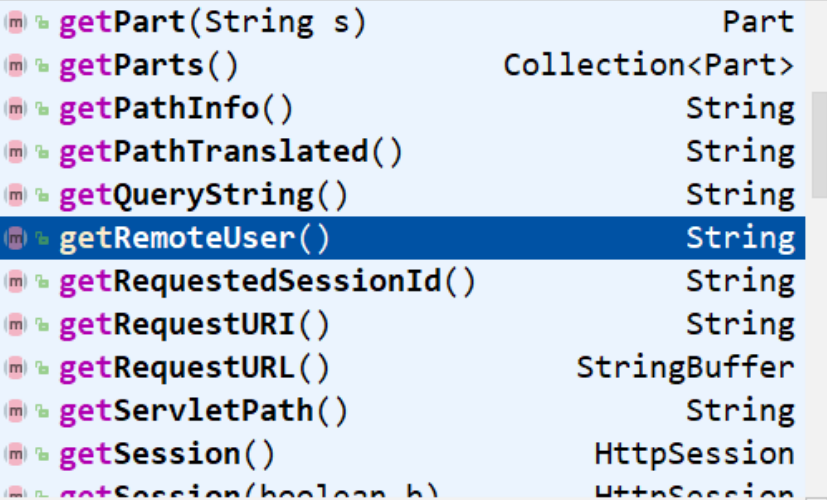 getPart(String s) Part
getParts() Collection<Part>
getPathInfo() String
getPathTranslated() String
getQueryString() String
getRemoteUser() String
getRequestedSessionId() String
getRequestURI() String
getRequestURL() StringBuffer
getServletPath() String
getSession() HttpSession
getSession(boolean b) HttpSession